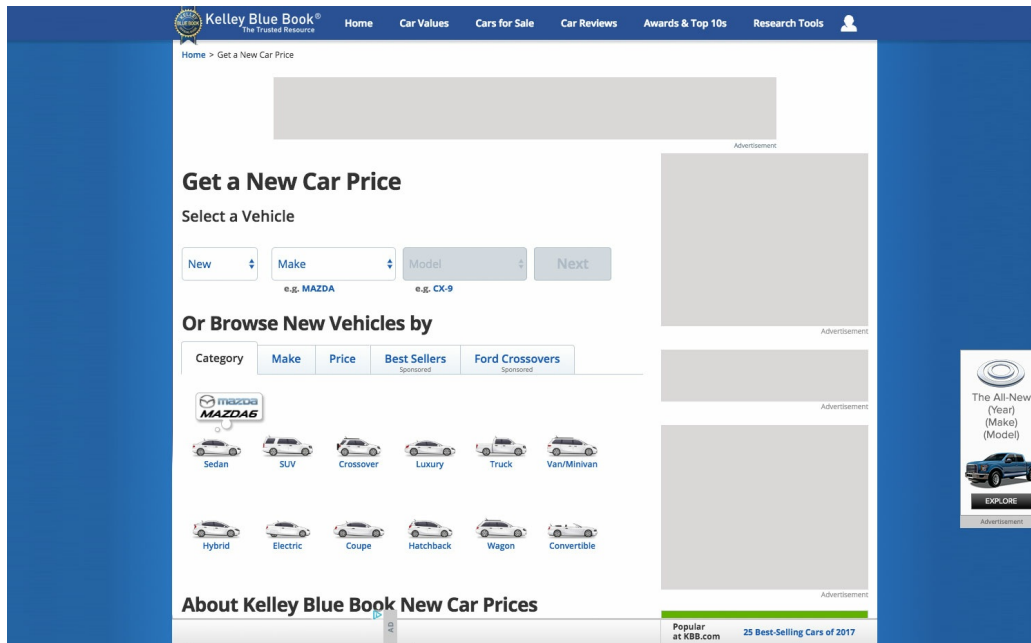 Kelley Blue Book®
The Trusted Resource
KELLEY
BLUE BOOK
Home
Car Values
Cars for Sale
Car Reviews
Awards & Top 10s
Research Tools
Home > Get a New Car Price
Advertisement
Get a New Car Price
Select a Vehicle
New
Make
Model
Next
e.g. MAZDA
e.g. CX-9
Advertisement
Or Browse New Vehicles by
Category
Make
Price
Best Sellers
Sponsored
Ford Crossovers
Sponsored
Advertisement
mazda
MAZDA6
Sedan
SUV
Crossover
Luxury
Truck
Van/Minivan
Hybrid
Electric
Coupe
Hatchback
Wagon
Convertible
Advertisement
The All-New
(Year)
(Make)
(Model)
EXPLORE
Advertisement
About Kelley Blue Book New Car Prices
AD
Popular
at KBB.com
25 Best-Selling Cars of 2017